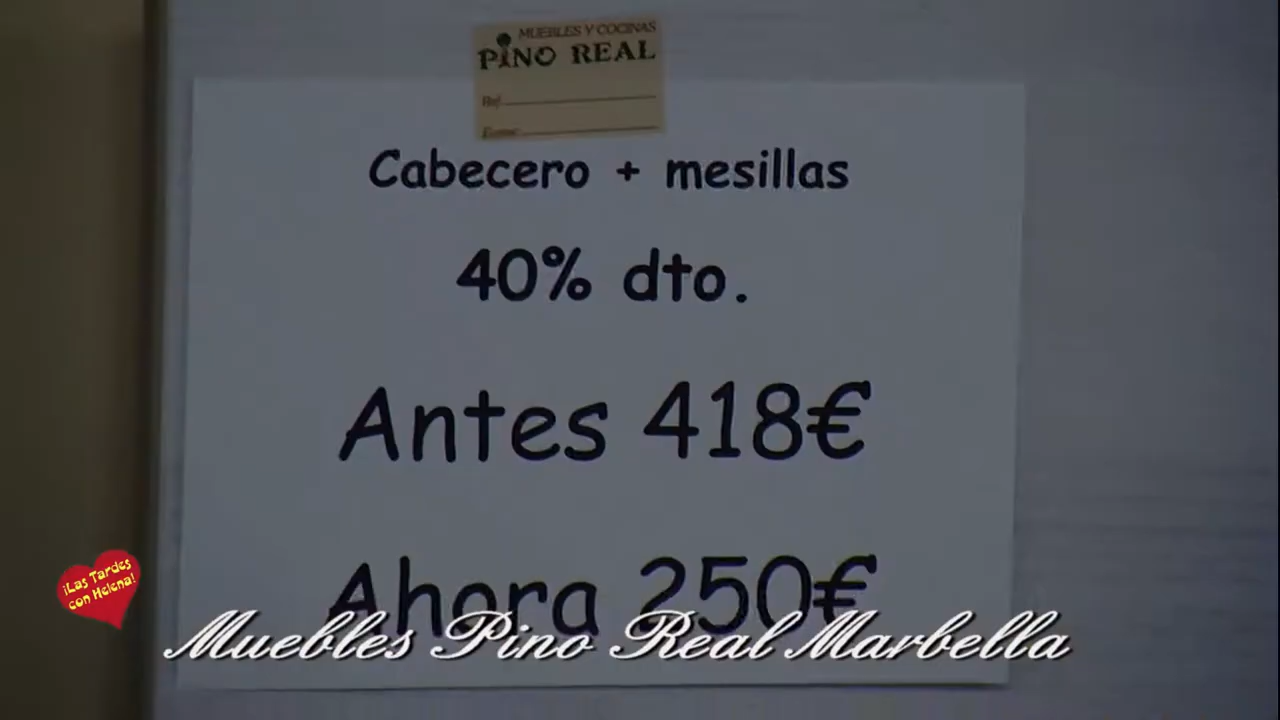 MUEBLES Y COCINAS
PINO REAL
Ref.
Cabecero + mesillas
40% dto.
Antes 418€
Ahora 250€
¡Las Tardes
con Helena!
Muebles Pino Real Marbella